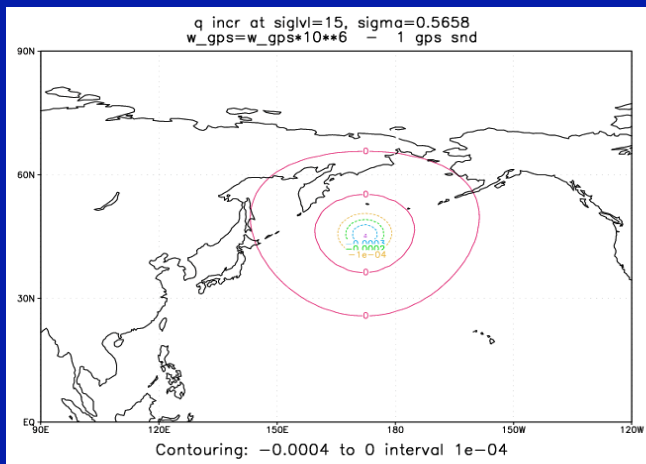 q incr at siglvl=15, sigma=0.5658
w_gps=w_gps*10**6 - 1 gps snd
90N
60N
30N
EQ
0
0
0
0
-0.0003
-0.0002
-1e-04
90E
120E
150E
180
150W
120W
Contouring: -0.0004 to 0 interval 1e-04